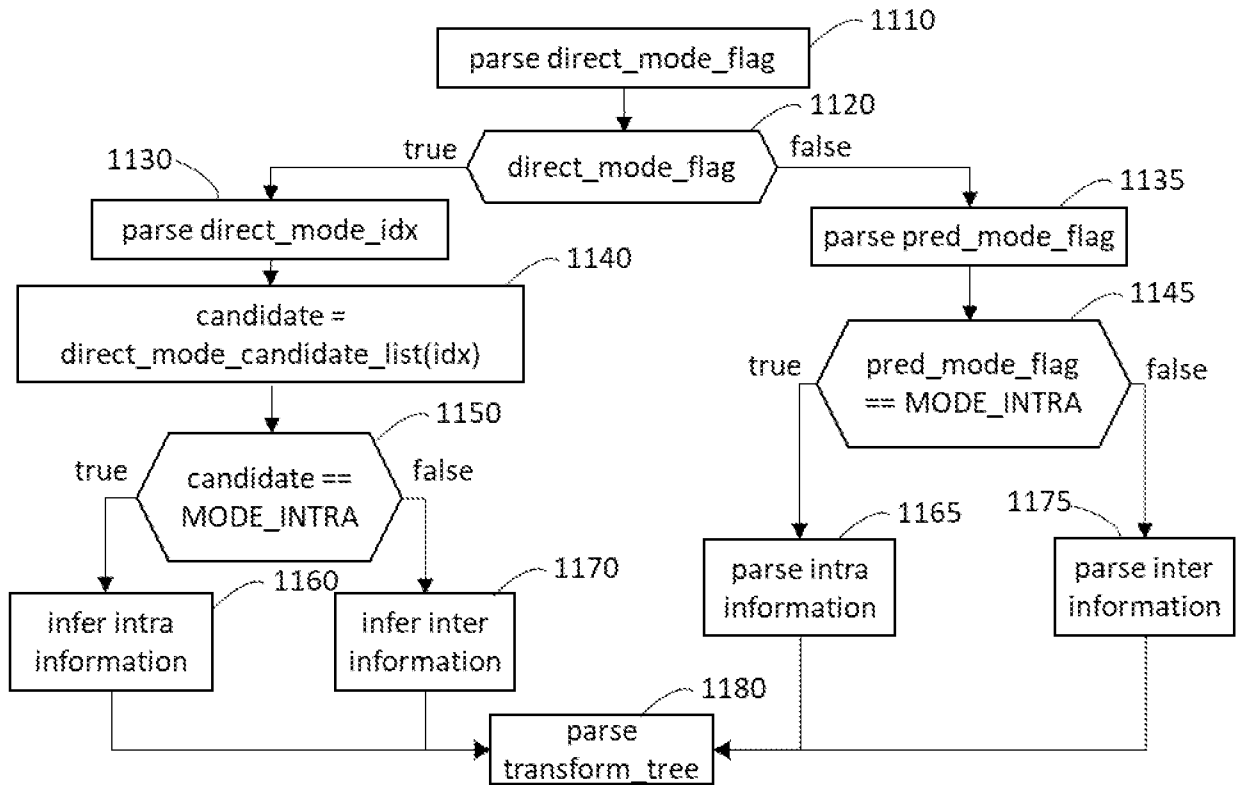 1110
parse direct_mode_flag
1120
true
direct_mode_flag
false
1130
parse direct_mode_idx
1135
parse pred_mode_flag
1140
candidate =
direct_mode_candidate_list(idx)
1145
true
pred_mode_flag
== MODE_INTRA
false
1150
true
candidate ==
MODE_INTRA
false
1160
infer intra
information
1170
infer inter
information
1165
parse intra
information
1175
parse inter
information
1180
parse
transform_tree